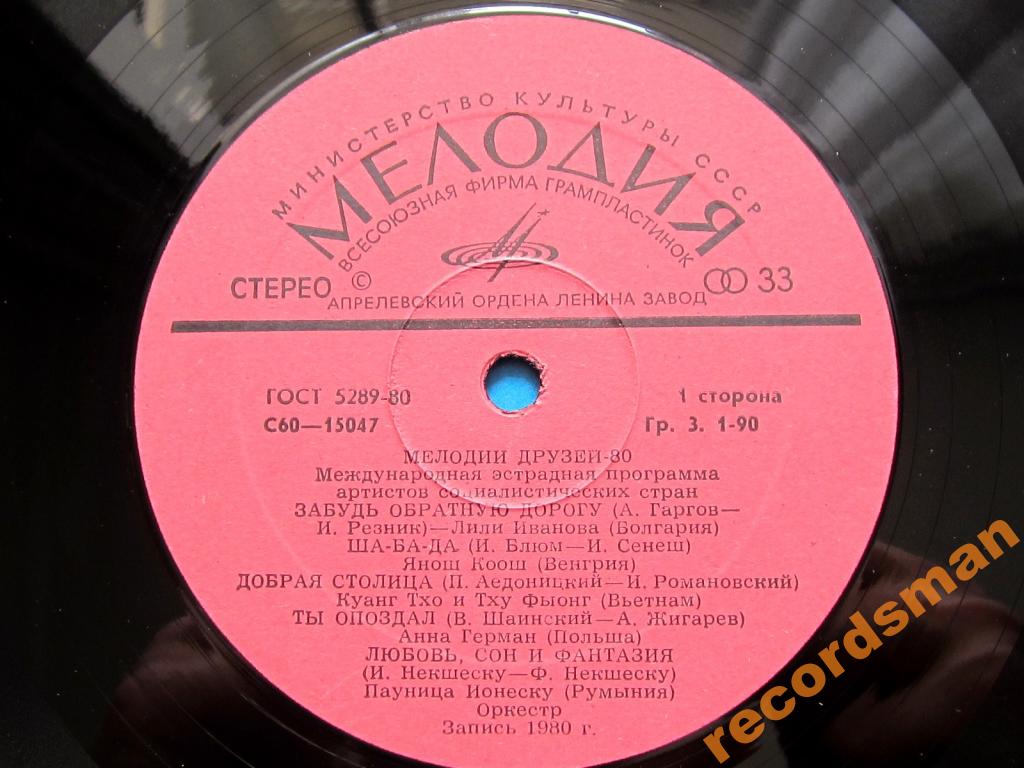 МИНИСТЕРСТВО КУЛЬТУРЫ СССР
МЕЛОДИЯ
ВСЕСОЮЗНАЯ ФИРМА ГРАМПЛАСТИНОК
СТЕРЕО © 33
АПРЕЛЕВСКИЙ ОРДЕНА ЛЕНИНА ЗАВОД
ГОСТ 5289-80 1 сторона
С60—15047 Гр. 3. 1-90
МЕЛОДИИ ДРУЗЕЙ-80
Международная эстрадная программа
артистов социалистических стран
ЗАБУДЬ ОБРАТНУЮ ДОРОГУ (А. Гаргов—
И. Резник)—Лили Иванова (Болгария)
ША-БА-ДА (И. Блюм—И. Сенеш)
Янош Коош (Венгрия)
ДОБРАЯ СТОЛИЦА (П. Аедоницкий—И. Романовский)
Куанг Тхо и Тху Фыонг (Вьетнам)
ТЫ ОПОЗДАЛ (В. Шаинский—А. Жигарев)
Анна Герман (Польша)
ЛЮБОВЬ, СОН И ФАНТАЗИЯ
(И. Некшеску—Ф. Некшеску)
Пауница Ионеску (Румыния)
Оркестр
Запись 1980 г.
recordsman